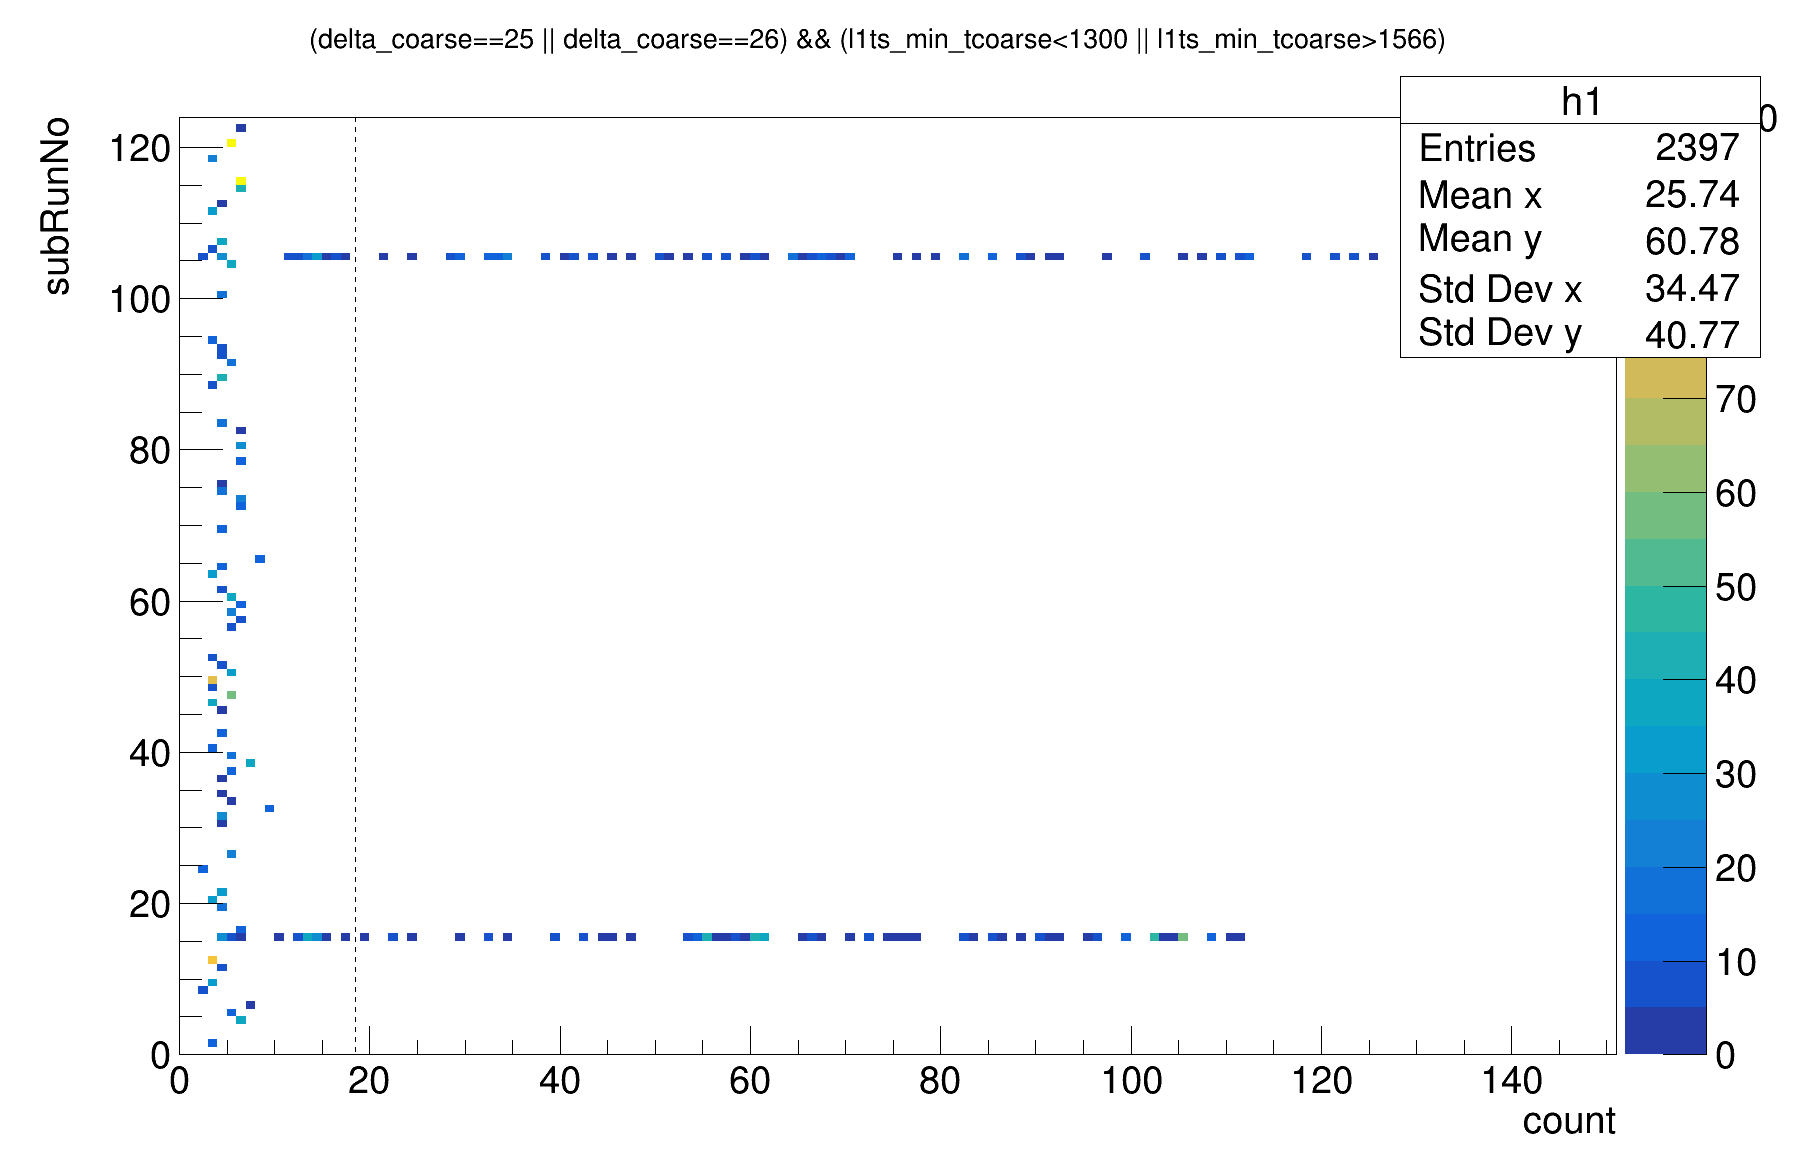 (delta_coarse==25 || delta_coarse==26) && (l1ts_min_tcoarse<1300 || l1ts_min_tcoarse>1566)
h1
Entries 2397
Mean x 25.74
Mean y 60.78
Std Dev x 34.47
Std Dev y 40.77
subRunNo
120
100
80
60
40
20
0
0 20 40 60 80 100 120 140
count
0
70
60
50
40
30
20
10
0